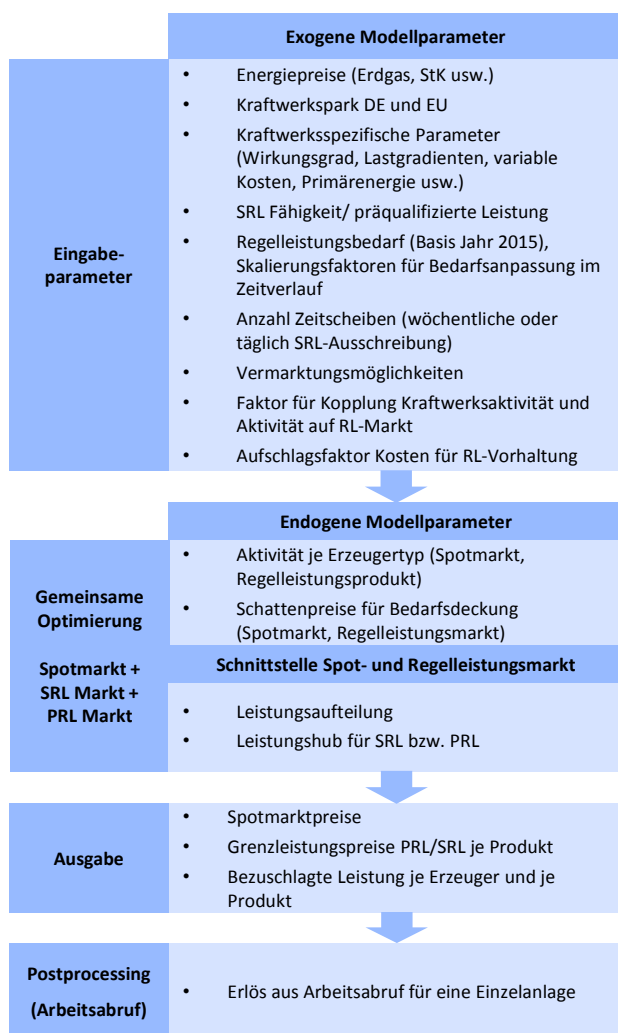 Exogene Modellparameter
Eingabe-
parameter
• Energiepreise (Erdgas, StK usw.)
• Kraftwerkspark DE und EU
• Kraftwerksspezifische Parameter
(Wirkungsgrad, Lastgradienten, variable
Kosten, Primärenergie usw.)
• SRL Fähigkeit/ präqualifizierte Leistung
• Regelleistungsbedarf (Basis Jahr 2015),
Skalierungsfaktoren für Bedarfsanpassung im
Zeitverlauf
• Anzahl Zeitscheiben (wöchentliche oder
täglich SRL-Ausschreibung)
• Vermarktungsmöglichkeiten
• Faktor für Kopplung Kraftwerksaktivität und
Aktivität auf RL-Markt
• Aufschlagsfaktor Kosten für RL-Vorhaltung
Endogene Modellparameter
Gemeinsame
Optimierung
Spotmarkt +
SRL Markt +
PRL Markt
• Aktivität je Erzeugertyp (Spotmarkt,
Regelleistungsprodukt)
• Schattenpreise für Bedarfsdeckung
(Spotmarkt, Regelleistungsmarkt)
Schnittstelle Spot- und Regelleistungsmarkt
• Leistungsaufteilung
• Leistungshub für SRL bzw. PRL
Ausgabe
• Spotmarktpreise
• Grenzleistungspreise PRL/SRL je Produkt
• Bezuschlagte Leistung je Erzeuger und je
Produkt
Postprocessing
(Arbeitsabruf)
• Erlös aus Arbeitsabruf für eine Einzelanlage